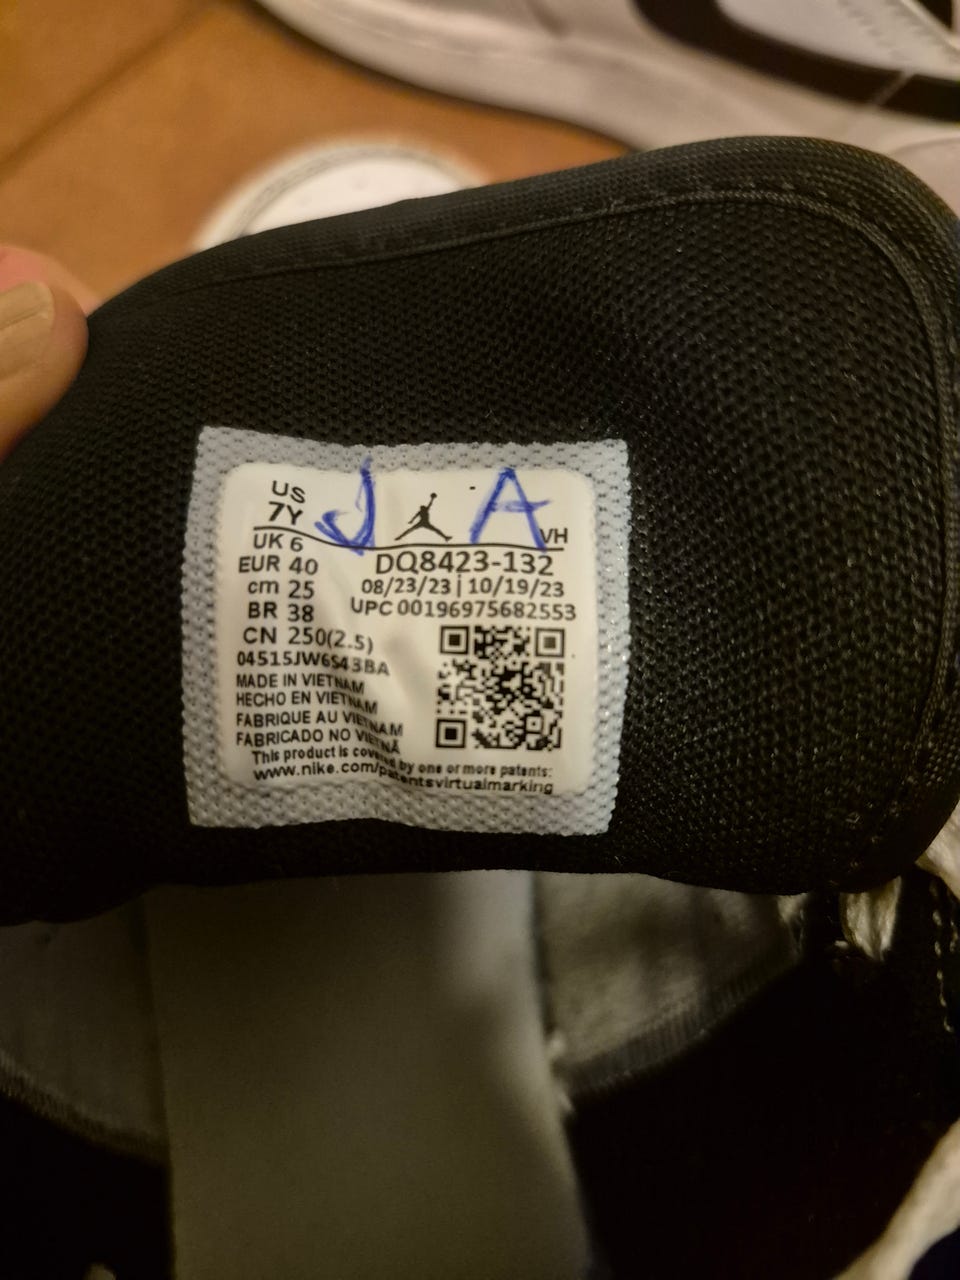 US
7Y
J A
VH
UK 6
EUR 40
cm 25
BR 38
CN 250(2.5)
DQ8423-132
08/23/23 | 10/19/23
UPC 00196975682553
04515JW6S43BA
MADE IN VIETNAM
HECHO EN VIETNAM
FABRIQUE AU VIETNAM
FABRICADO NO VIETNÃ
This product is covered by one or more patents:
www.nike.com/patentsvirtualmarking